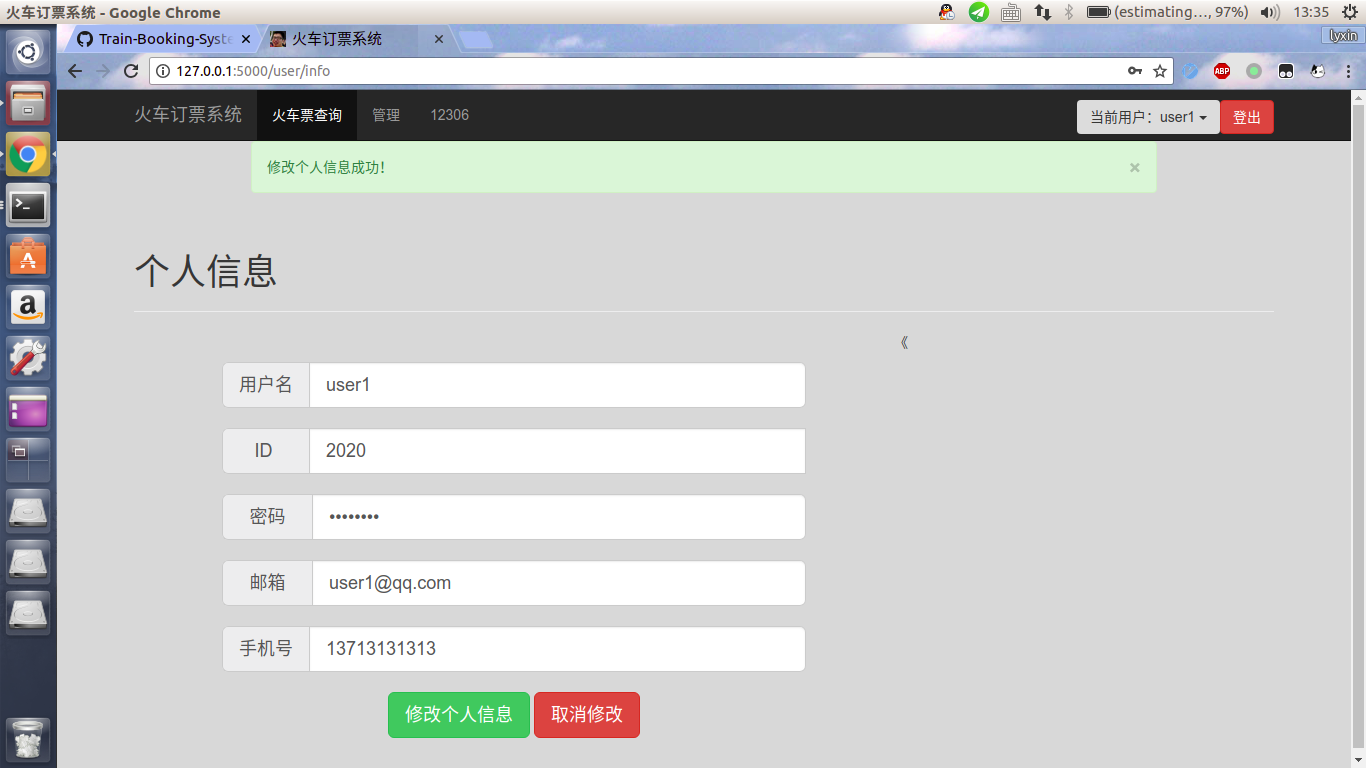 火车订票系统 - Google Chrome
(estimating..., 97%)
13:35
Train-Booking-Syste
火车订票系统
lyxin
127.0.0.1:5000/user/info
ABP
火车订票系统
火车票查询
管理
12306
当前用户：user1
登出
修改个人信息成功！
×
个人信息
《
用户名
user1
ID
2020
密码
••••••••
邮箱
user1@qq.com
手机号
13713131313
修改个人信息
取消修改